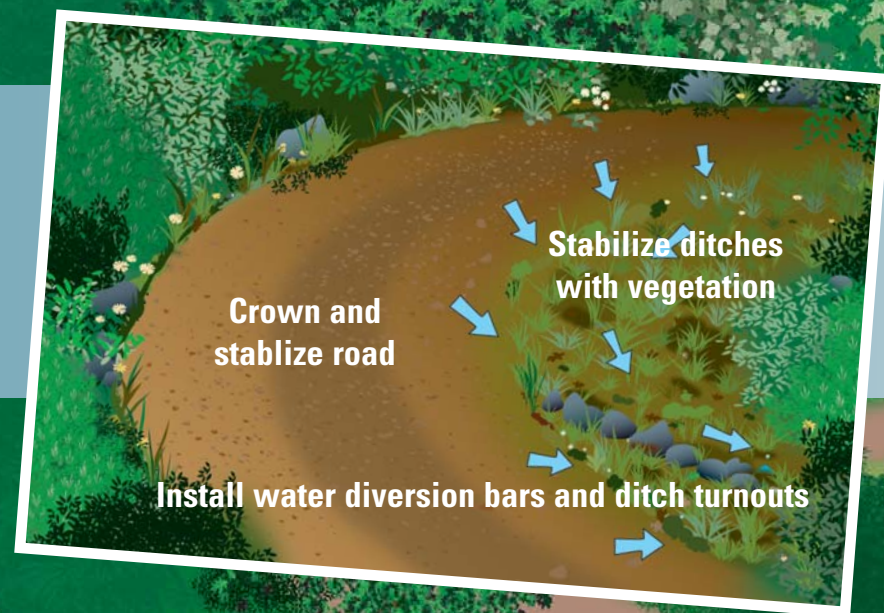 Stabilize ditches
with vegetation
Crown and
stablize road
Install water diversion bars and ditch turnouts